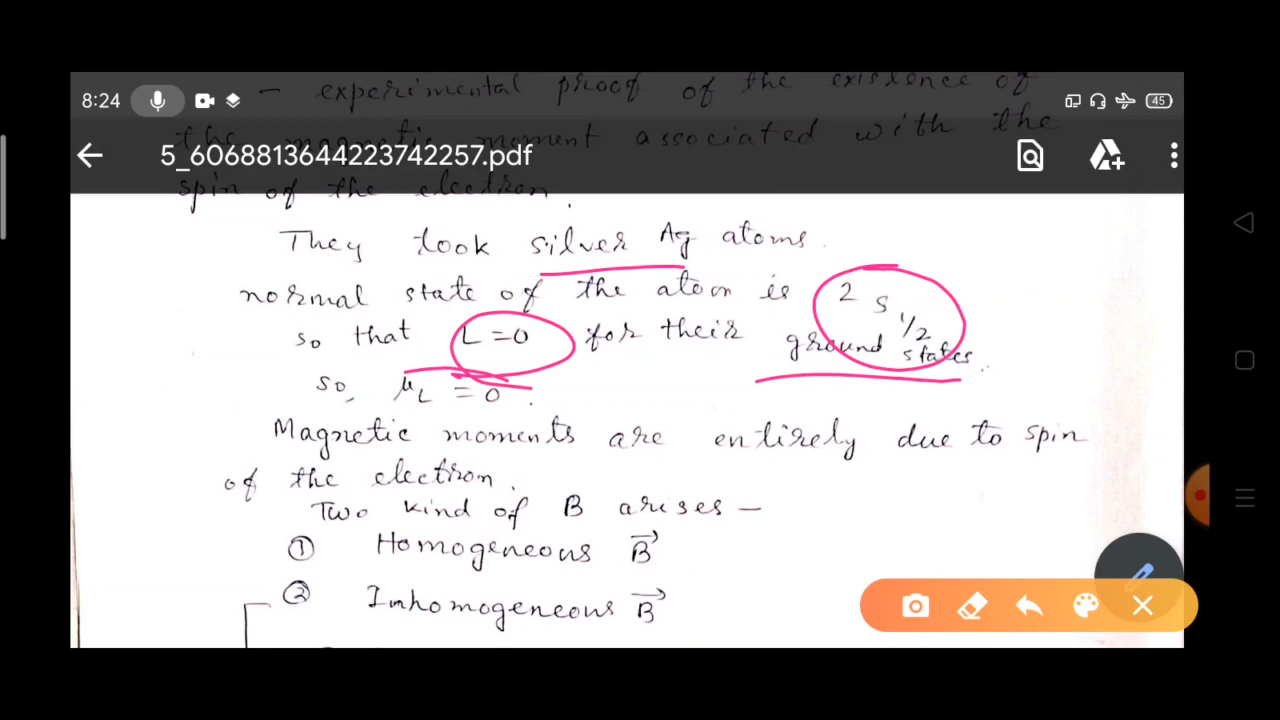 - experimental proof of the existence of
8:24
45
the magnetic moment associated with the
5_6068813644223742257.pdf
spin of the electron.
They took silver Ag atoms.
normal state of the atom is 2 S 1/2
so that L=0 for their ground states.
so, μL = 0.
Magnetic moments are entirely due to spin
of the electron.
Two kind of B arises —
① Homogeneous B→
② Inhomogeneous B→